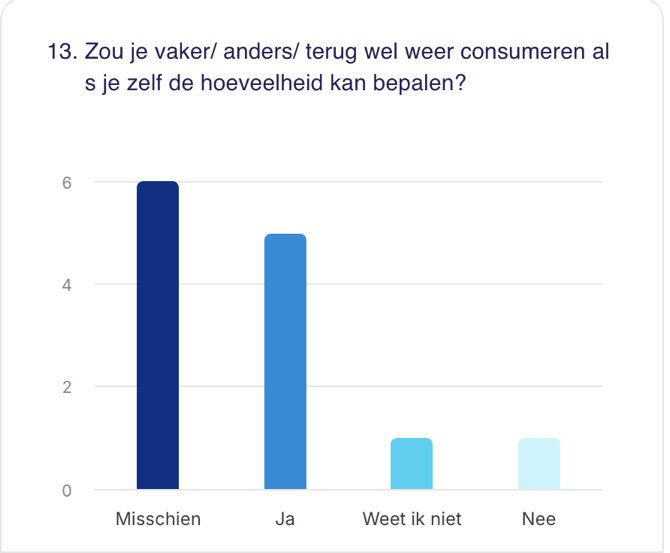 13. Zou je vaker/ anders/ terug wel weer consumeren al
s je zelf de hoeveelheid kan bepalen?
6
4
2
0
Misschien Ja Weet ik niet Nee